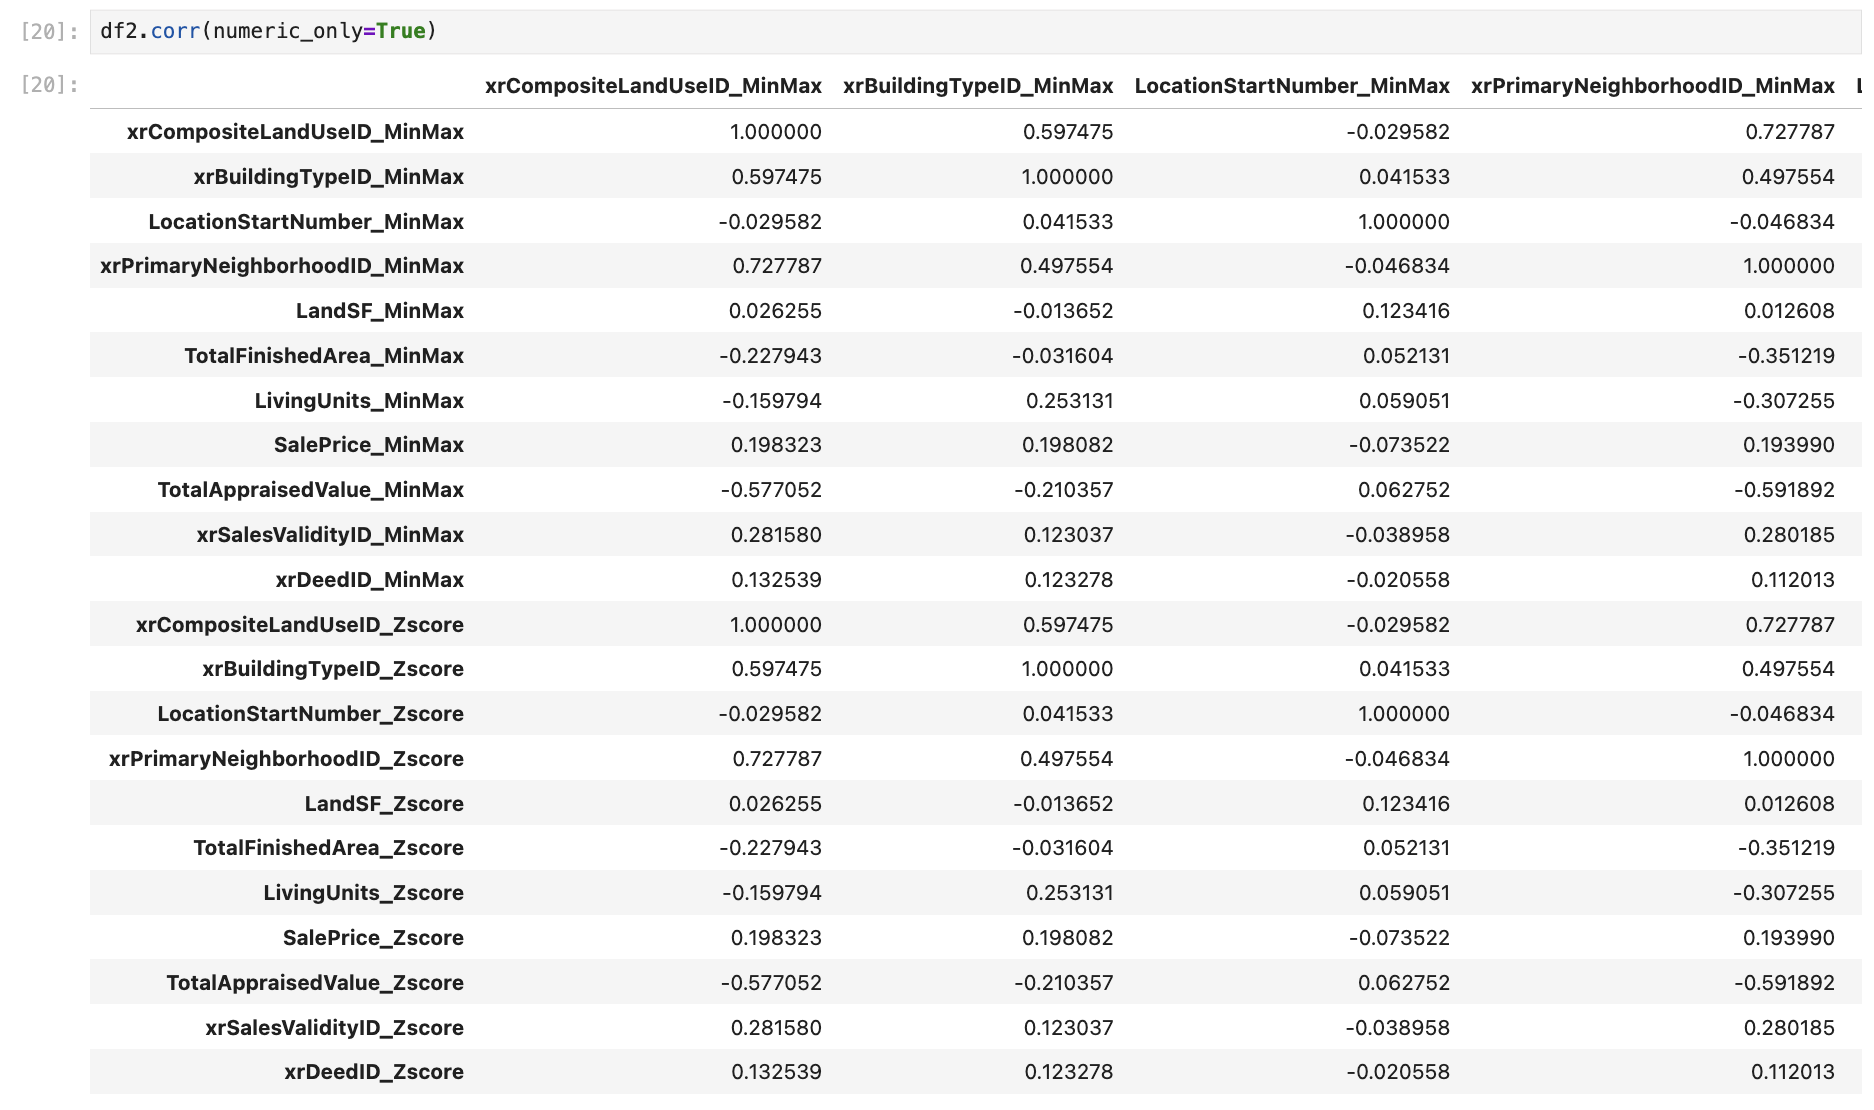 [20]: df2.corr(numeric_only=True)
[20]:
xrCompositeLandUseID_MinMax xrBuildingTypeID_MinMax LocationStartNumber_MinMax xrPrimaryNeighborhoodID_MinMax
xrCompositeLandUseID_MinMax 1.000000 0.597475 -0.029582 0.727787
xrBuildingTypeID_MinMax 0.597475 1.000000 0.041533 0.497554
LocationStartNumber_MinMax -0.029582 0.041533 1.000000 -0.046834
xrPrimaryNeighborhoodID_MinMax 0.727787 0.497554 -0.046834 1.000000
LandSF_MinMax 0.026255 -0.013652 0.123416 0.012608
TotalFinishedArea_MinMax -0.227943 -0.031604 0.052131 -0.351219
LivingUnits_MinMax -0.159794 0.253131 0.059051 -0.307255
SalePrice_MinMax 0.198323 0.198082 -0.073522 0.193990
TotalAppraisedValue_MinMax -0.577052 -0.210357 0.062752 -0.591892
xrSalesValidityID_MinMax 0.281580 0.123037 -0.038958 0.280185
xrDeedID_MinMax 0.132539 0.123278 -0.020558 0.112013
xrCompositeLandUseID_Zscore 1.000000 0.597475 -0.029582 0.727787
xrBuildingTypeID_Zscore 0.597475 1.000000 0.041533 0.497554
LocationStartNumber_Zscore -0.029582 0.041533 1.000000 -0.046834
xrPrimaryNeighborhoodID_Zscore 0.727787 0.497554 -0.046834 1.000000
LandSF_Zscore 0.026255 -0.013652 0.123416 0.012608
TotalFinishedArea_Zscore -0.227943 -0.031604 0.052131 -0.351219
LivingUnits_Zscore -0.159794 0.253131 0.059051 -0.307255
SalePrice_Zscore 0.198323 0.198082 -0.073522 0.193990
TotalAppraisedValue_Zscore -0.577052 -0.210357 0.062752 -0.591892
xrSalesValidityID_Zscore 0.281580 0.123037 -0.038958 0.280185
xrDeedID_Zscore 0.132539 0.123278 -0.020558 0.112013